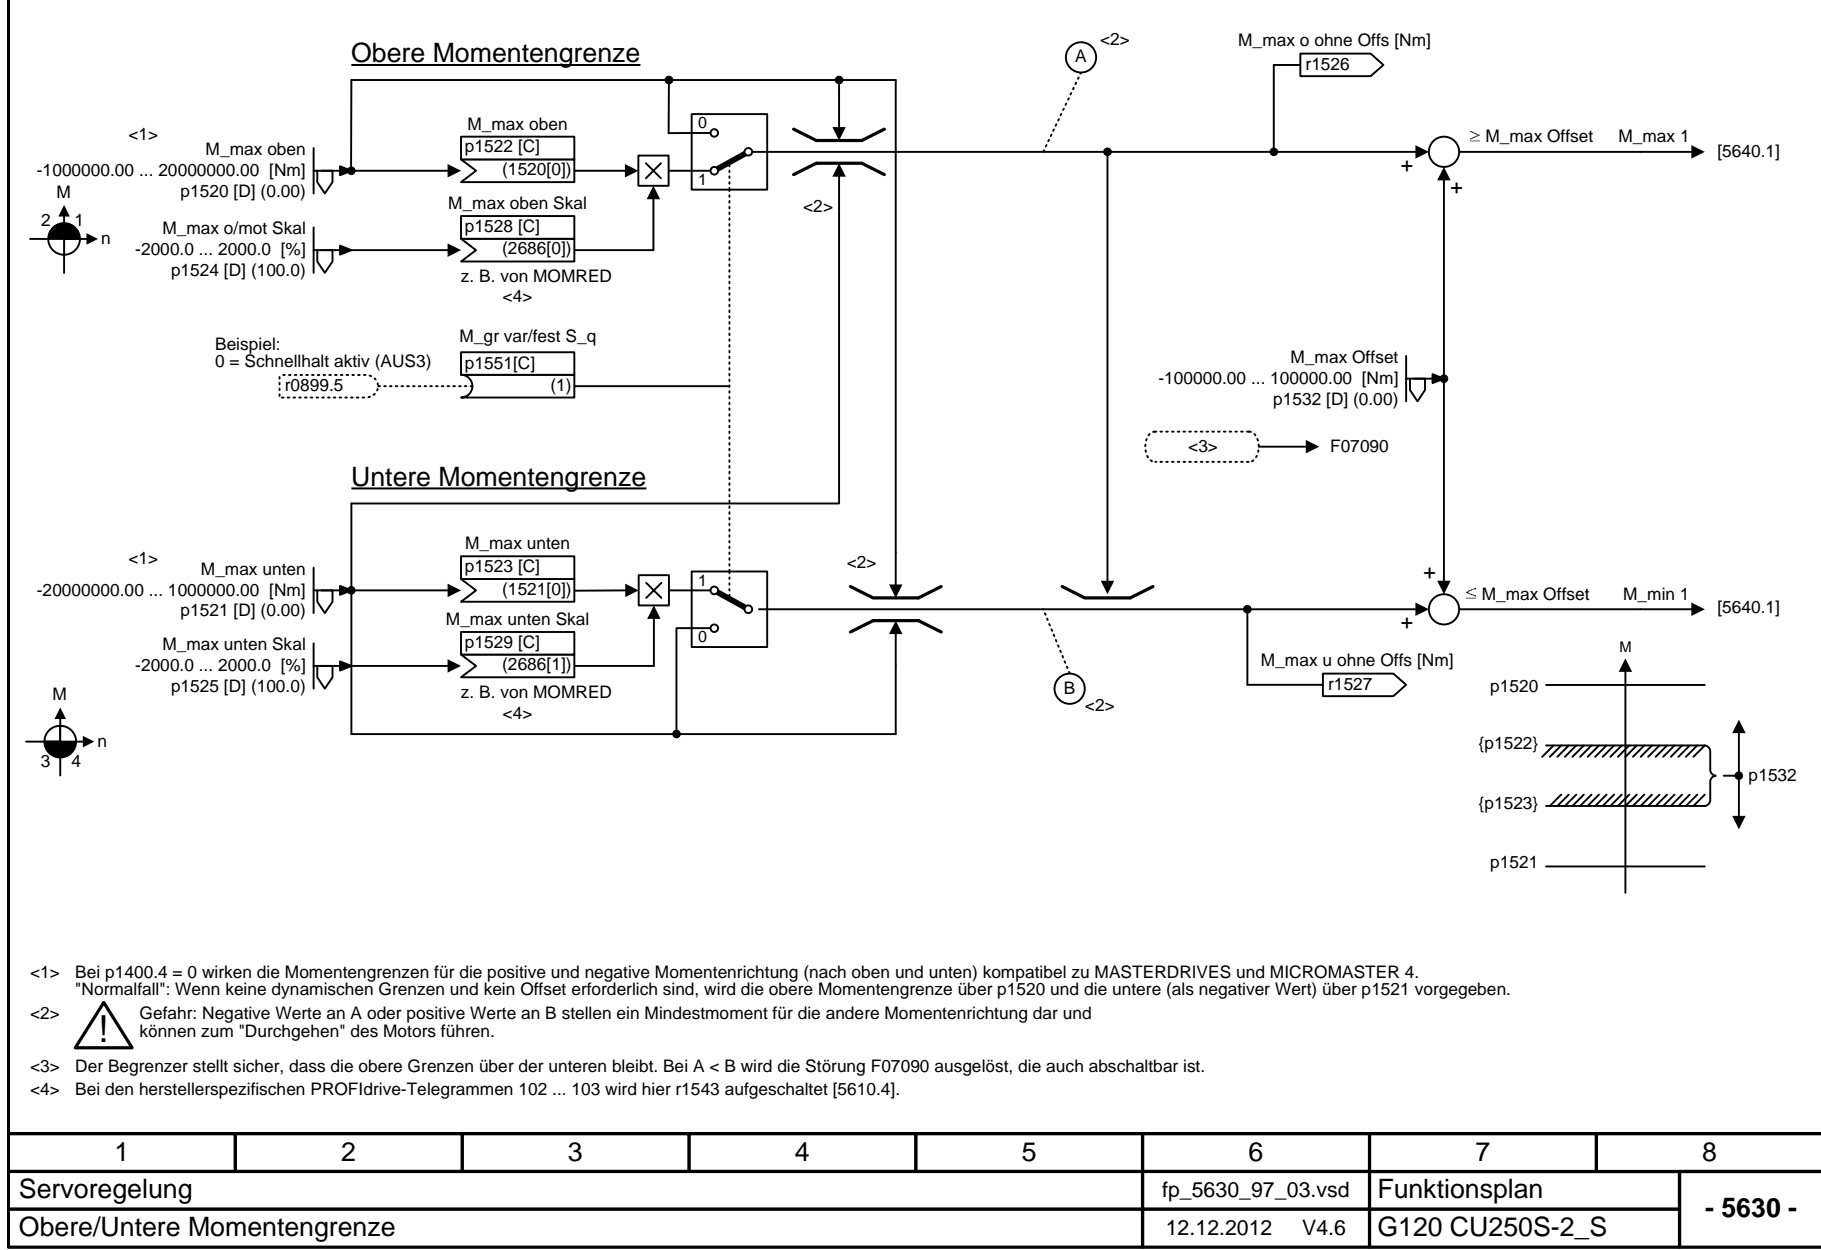 Obere Momentengrenze
A
<2>
M_max o ohne Offs [Nm]
r1526
<1>
M_max oben
-1000000.00 ... 20000000.00 [Nm]
p1520 [D] (0.00)
M_max oben
p1522 [C]
(1520[0])
0
1
<2>
+
+
≥ M_max Offset
M_max 1
[5640.1]
M
2
1
n
M_max o/mot Skal
-2000.0 ... 2000.0 [%]
p1524 [D] (100.0)
M_max oben Skal
p1528 [C]
(2686[0])
z. B. von MOMRED
<4>
Beispiel:
0 = Schnellhalt aktiv (AUS3)
r0899.5
M_gr var/fest S_q
p1551[C]
(1)
M_max Offset
-100000.00 ... 100000.00 [Nm]
p1532 [D] (0.00)
<3>
F07090
Untere Momentengrenze
<1>
M_max unten
-20000000.00 ... 1000000.00 [Nm]
p1521 [D] (0.00)
M_max unten
p1523 [C]
(1521[0])
1
0
<2>
+
+
≤ M_max Offset
M_min 1
[5640.1]
M_max unten Skal
-2000.0 ... 2000.0 [%]
p1525 [D] (100.0)
M_max unten Skal
p1529 [C]
(2686[1])
z. B. von MOMRED
<4>
M
n
3
4
B
<2>
M_max u ohne Offs [Nm]
r1527
M
p1520
{p1522}
p1532
{p1523}
p1521
<1> Bei p1400.4 = 0 wirken die Momentengrenzen für die positive und negative Momentenrichtung (nach oben und unten) kompatibel zu MASTERDRIVES und MICROMASTER 4.
"Normalfall": Wenn keine dynamischen Grenzen und kein Offset erforderlich sind, wird die obere Momentengrenze über p1520 und die untere (als negativer Wert) über p1521 vorgegeben.
<2> ! Gefahr: Negative Werte an A oder positive Werte an B stellen ein Mindestmoment für die andere Momentenrichtung dar und
können zum "Durchgehen" des Motors führen.
<3> Der Begrenzer stellt sicher, dass die obere Grenzen über der unteren bleibt. Bei A < B wird die Störung F07090 ausgelöst, die auch abschaltbar ist.
<4> Bei den herstellerspezifischen PROFIdrive-Telegrammen 102 ... 103 wird hier r1543 aufgeschaltet [5610.4].
1 2 3 4 5 6 7 8
Servoregelung fp_5630_97_03.vsd Funktionsplan - 5630 -
Obere/Untere Momentengrenze 12.12.2012 V4.6 G120 CU250S-2_S